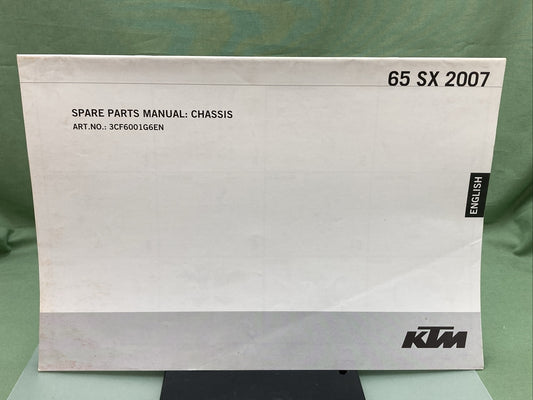 65 SX 2007
SPARE PARTS MANUAL: CHASSIS
ART.NO.: 3CF6001G6EN
ENGLISH
KTM